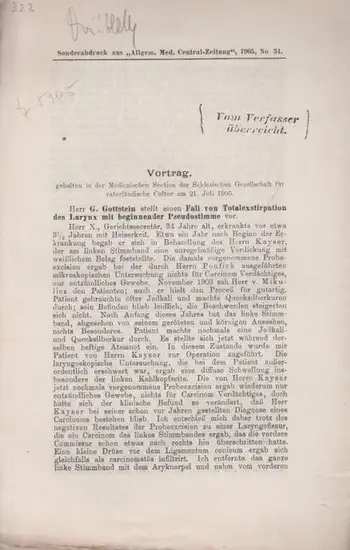 322
Sonderabdruck aus „Allgem. Med. Central-Zeitung", 1905, No 34.
Vom Verfasser
überreicht.
Vortrag,
gehalten in der Medicinischen Section der Schlesischen Gesellschaft für
vaterländische Cultur am 21. Juli 1905.
Herr G. Gottstein stellt einen Fall von Totalexstirpation
des Larynx mit beginnender Pseudostimme vor.
Herr X., Gerichtssecretär, 34 Jahre alt, erkrankte vor etwa
3½ Jahren mit Heiserkeit. Etwa ein Jahr nach Beginn der Er-
krankung begab er sich in Behandlung des Herrn Kayser,
der am linken Stimmband eine unregelmäßige Verdickung mit
weißlichem Belag feststellte. Die damals vorgenommene Probe-
excision ergab bei der durch Herrn Ponfick ausgeführten
mikroskopischen Untersuchung nichts für Carcinom Verdächtiges,
nur entzündliches Gewebe. November 1903 sah Herr v. Miku-
licz den Patienten; auch er hielt den Proceß für gutartig.
Patient gebrauchte öfter Jodkali und machte Quecksilberkuren
durch; sein Befinden blieb leidlich, die Beschwerden steigerten
sich nicht. Noch Anfang dieses Jahres bot das linke Stimm-
band, abgesehen von seinem geröteten und körnigen Aussehen,
nichts Besonderes. Patient machte nochmals eine Jodkali-
und Quecksilberkur durch. Es stellte sich jetzt während der-
selben heftige Atemnot ein. In diesem Zustande wurde mir
Patient von Herrn Kayser zur Operation zugeführt. Die
laryngoskopische Untersuchung, die bei dem Patient außer-
ordentlich erschwert war, ergab eine diffuse Schwellung ins-
besondere der linken Kehlkopfseite. Die von Herrn Kayser
jetzt nochmals vorgenommene Probeexcision ergab wiederum nur
entzündliches Gewebe, nichts für Carcinom Verdächtiges, doch
hatte sich der klinische Befund so verändert, daß Herr
Kayser bei seiner schon vor Jahren gestellten Diagnose eines
Carcinoms bestehen blieb. Ich entschloß mich daher trotz des
negativen Resultates der Probeexcision zu einer Laryngofissur,
die ein Carcinom des linken Stimmbandes ergab, das die vordere
Commissur schon etwas nach rechts hin überschritten hatte.
Eine kleine Drüse vor dem Ligamentum conicum ergab sich
gleichfalls als carcinomatös infiltrirt. Ich entfernte das ganze
linke Stimmband mit dem Aryknorpel und nahm vom vorderen